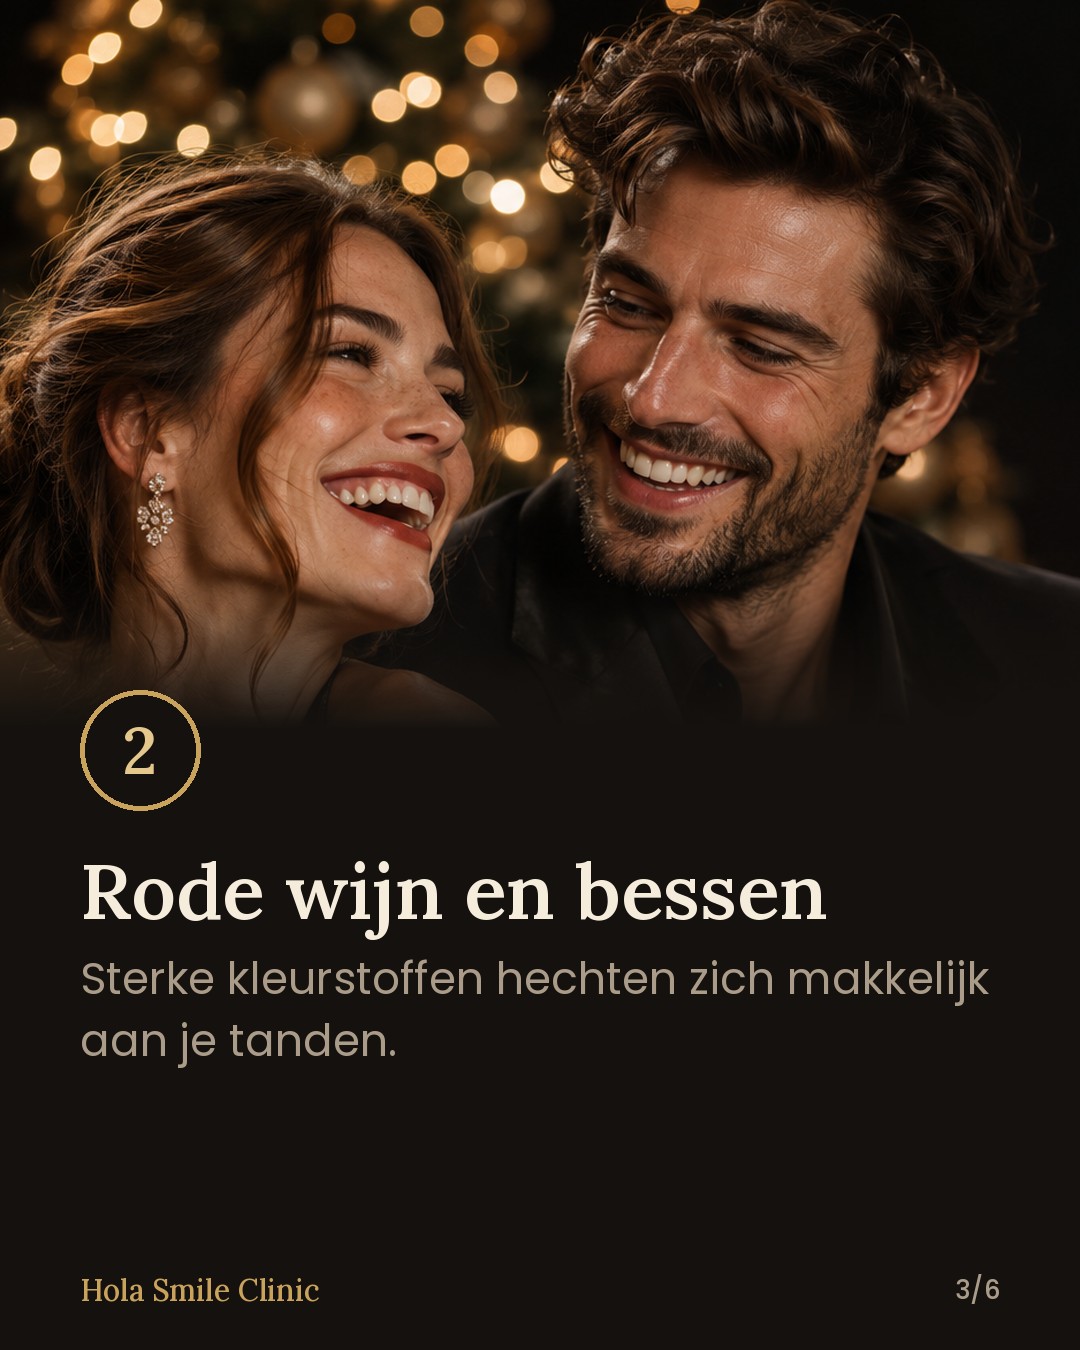 2
Rode wijn en bessen
Sterke kleurstoffen hechten zich makkelijk
aan je tanden.
Hola Smile Clinic
3/6